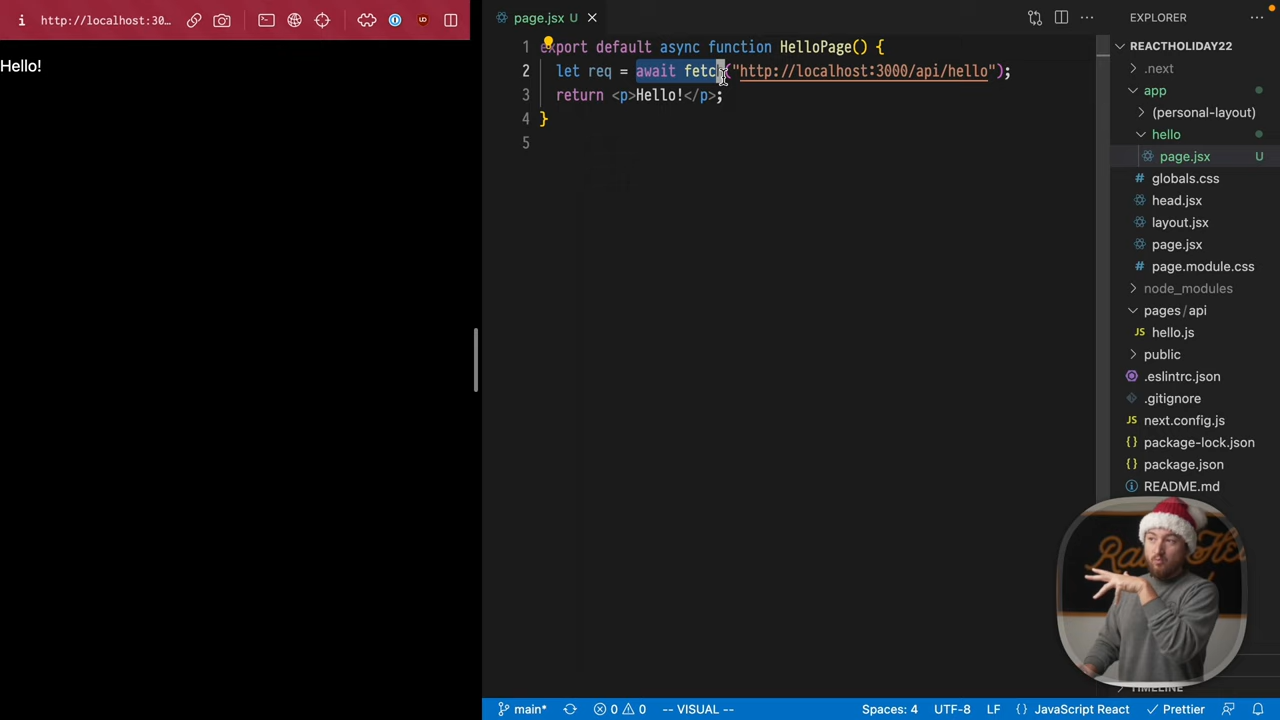 http://localhost:30...
Hello!
page.jsx U
1 export default async function HelloPage() {
2 let req = await fetch("http://localhost:3000/api/hello");
3 return <p>Hello!</p>;
4 }
5
EXPLORER
REACTHOLIDAY22
.next
app
(personal-layout)
hello
page.jsx U
globals.css
head.jsx
layout.jsx
page.jsx
page.module.css
node_modules
pages/api
hello.js
public
.eslintrc.json
.gitignore
next.config.js
package-lock.json
package.json
README.md
TIMELINE
main* 0 0 -- VISUAL -- Spaces: 4 UTF-8 LF JavaScript React Prettier